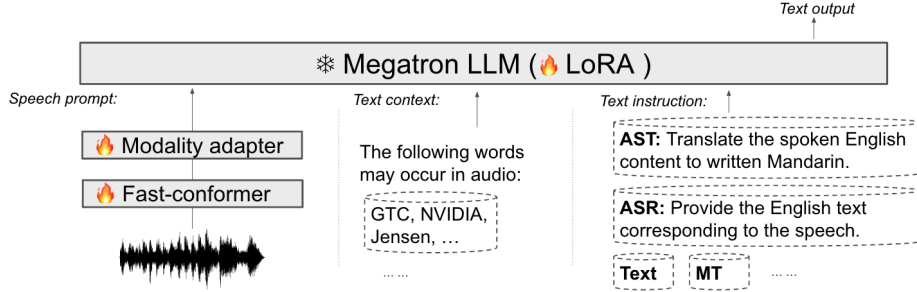 Text output
❄ Megatron LLM (🔥 LoRA )
Speech prompt:
🔥 Modality adapter
🔥 Fast-conformer
Text context:
The following words
may occur in audio:
GTC, NVIDIA,
Jensen, ...
... ...
Text instruction:
AST: Translate the spoken English
content to written Mandarin.
ASR: Provide the English text
corresponding to the speech.
Text
MT
... ...